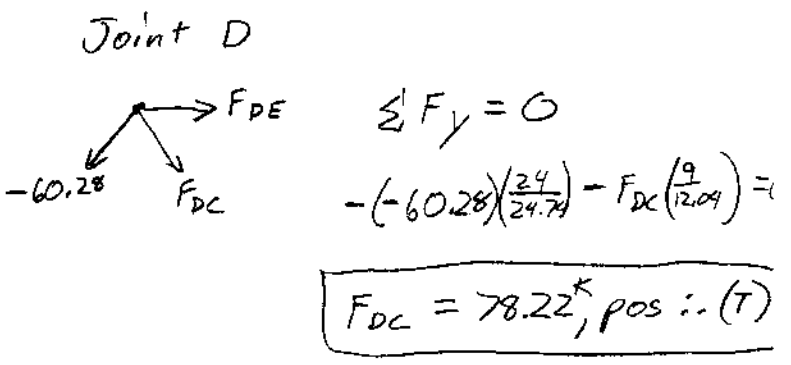 Joint D
F_DE
-60.28
F_DC
ΣF_y = 0
-(-60.28)(24/24.74) - F_DC(9/12.04) =
F_DC = 78.22^K, pos ∴ (T)